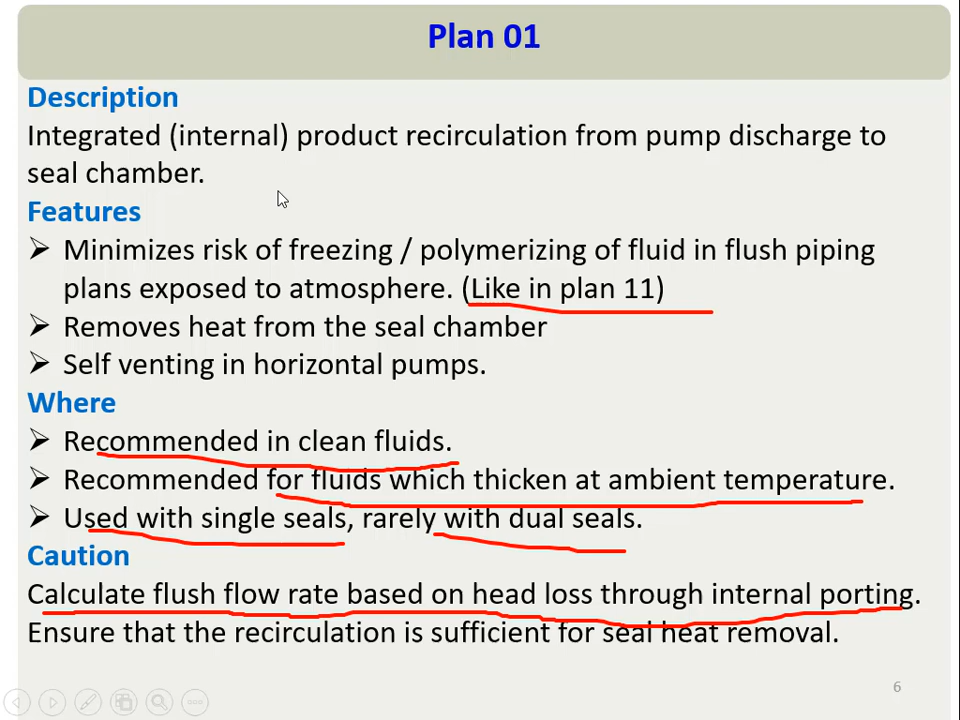 Plan 01
Description
Integrated (internal) product recirculation from pump discharge to
seal chamber.
Features
➢ Minimizes risk of freezing / polymerizing of fluid in flush piping
plans exposed to atmosphere. (Like in plan 11)
➢ Removes heat from the seal chamber
➢ Self venting in horizontal pumps.
Where
➢ Recommended in clean fluids.
➢ Recommended for fluids which thicken at ambient temperature.
➢ Used with single seals, rarely with dual seals.
Caution
Calculate flush flow rate based on head loss through internal porting.
Ensure that the recirculation is sufficient for seal heat removal.
6